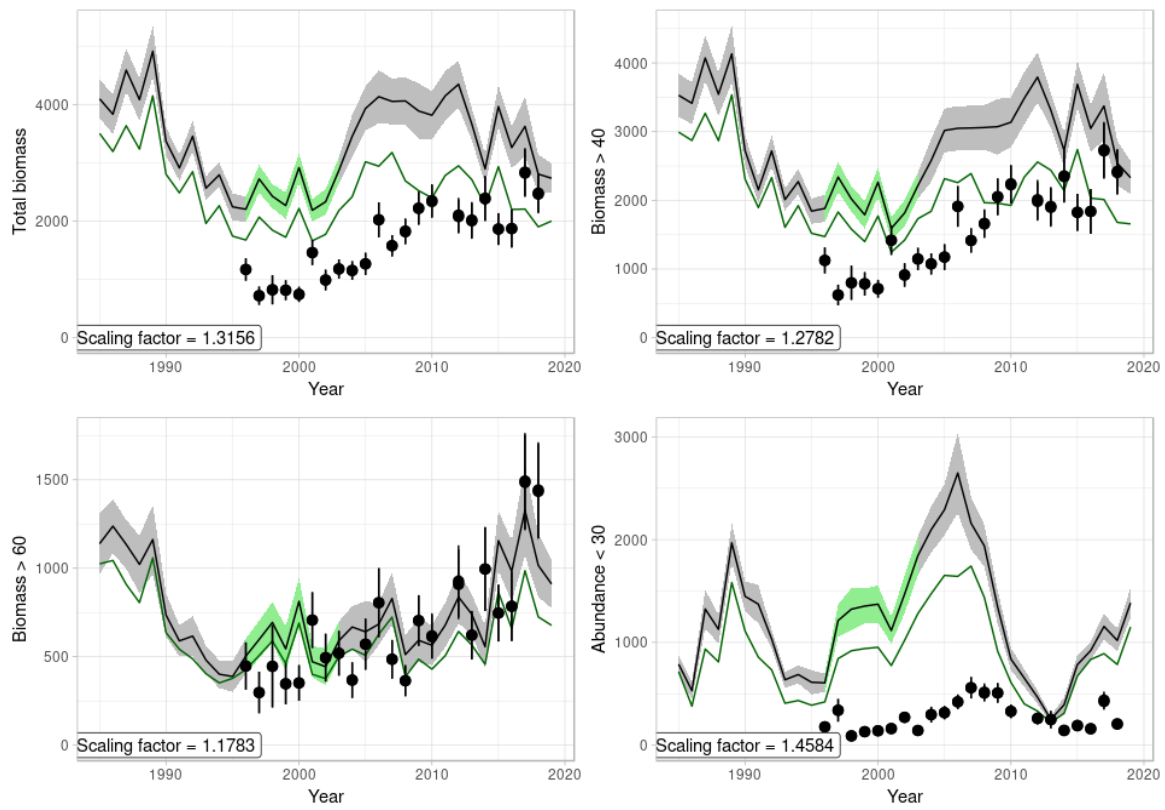 Total biomass
4000
2000
0
Scaling factor = 1.3156
1990
2000
2010
2020
Year
Biomass > 40
4000
3000
2000
1000
0
Scaling factor = 1.2782
1990
2000
2010
2020
Year
Biomass > 60
1500
1000
500
0
Scaling factor = 1.1783
1990
2000
2010
2020
Year
Abundance < 30
3000
2000
1000
0
Scaling factor = 1.4584
1990
2000
2010
2020
Year